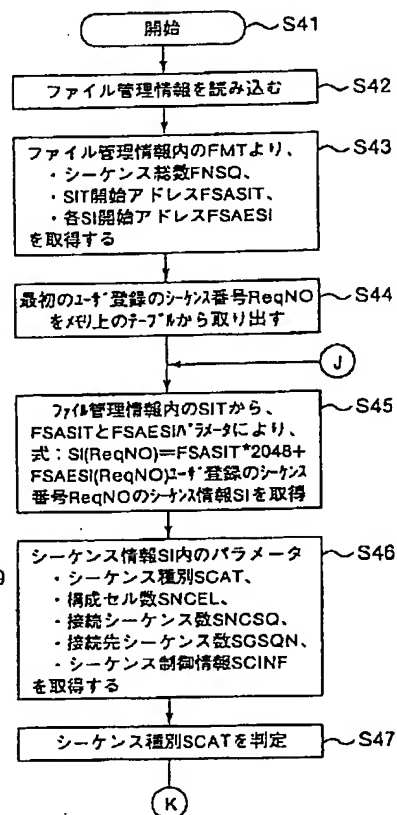 開始
S41
ファイル管理情報を読み込む
S42
ファイル管理情報内のFMTより、
・シーケンス総数FNSQ、
・SIT開始アドレスFSASIT、
・各SI開始アドレスFSAESI
を取得する
S43
最初のユーザ登録のシーケンス番号ReqNO
をメモリ上のテーブルから取り出す
S44
J
ファイル管理情報内のSITから、
FSASITとFSAESIパラメータにより、
式：SI(ReqNO)=FSASIT*2048+
FSAESI(ReqNO)ユーザ登録のシーケンス
番号ReqNOのシーケンス情報SIを取得
S45
9
シーケンス情報SI内のパラメータ
・シーケンス種別SCAT、
・構成セル数SNCEL、
・接続シーケンス数SNCSQ、
・接続先シーケンス数SGSQN、
・シーケンス制御情報SCINF
を取得する
S46
シーケンス種別SCATを判定
S47
K